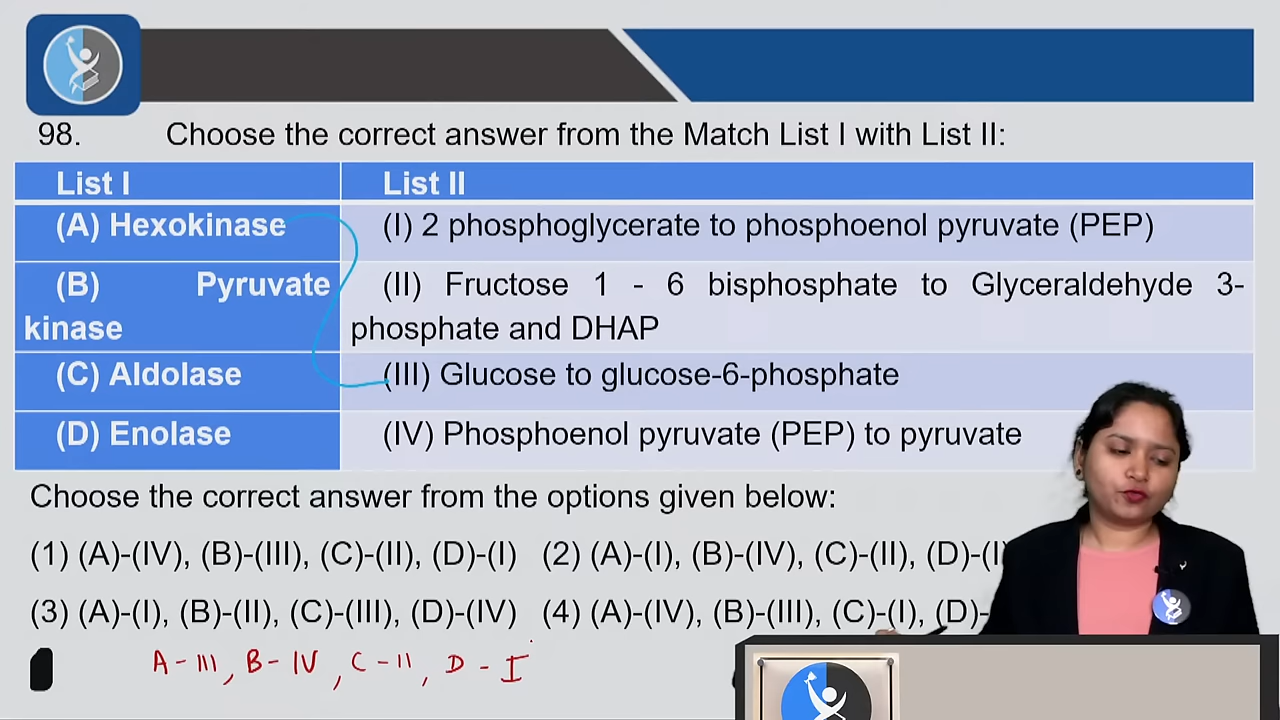 98. Choose the correct answer from the Match List I with List II:
List I List II
(A) Hexokinase (I) 2 phosphoglycerate to phosphoenol pyruvate (PEP)
(B) Pyruvate (II) Fructose 1 - 6 bisphosphate to Glyceraldehyde 3-
kinase phosphate and DHAP
(C) Aldolase (III) Glucose to glucose-6-phosphate
(D) Enolase (IV) Phosphoenol pyruvate (PEP) to pyruvate
Choose the correct answer from the options given below:
(1) (A)-(IV), (B)-(III), (C)-(II), (D)-(I) (2) (A)-(I), (B)-(IV), (C)-(II), (D)-
(3) (A)-(I), (B)-(II), (C)-(III), (D)-(IV) (4) (A)-(IV), (B)-(III), (C)-(I), (D)-
A-III, B-IV, C-II, D-I